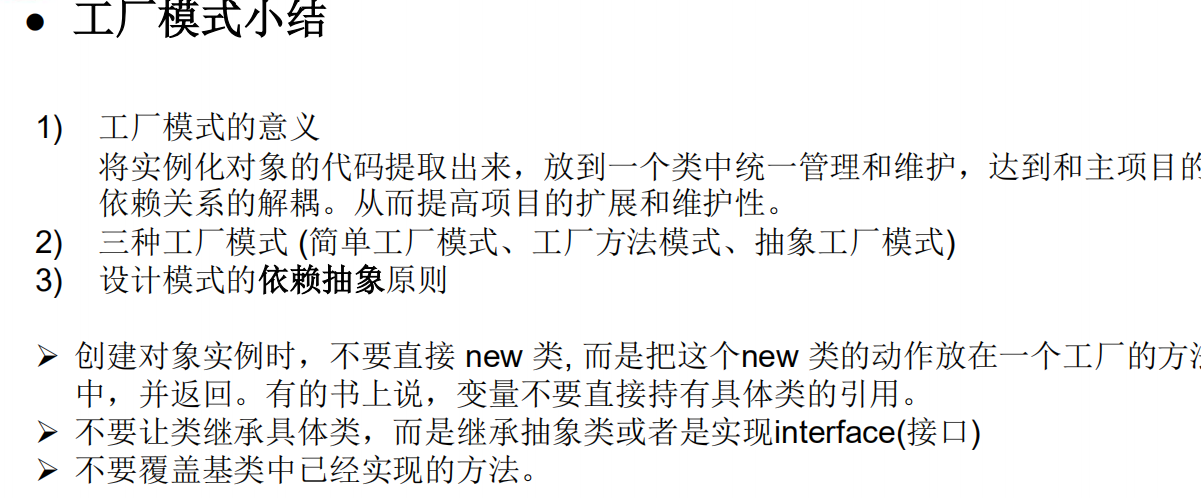 ● 工厂模式小结
1) 工厂模式的意义
将实例化对象的代码提取出来，放到一个类中统一管理和维护，达到和主项目的
依赖关系的解耦。从而提高项目的扩展和维护性。
2) 三种工厂模式 (简单工厂模式、工厂方法模式、抽象工厂模式)
3) 设计模式的依赖抽象原则
➢ 创建对象实例时，不要直接 new 类, 而是把这个new 类的动作放在一个工厂的方法
中，并返回。有的书上说，变量不要直接持有具体类的引用。
➢ 不要让类继承具体类，而是继承抽象类或者是实现interface(接口)
➢ 不要覆盖基类中已经实现的方法。